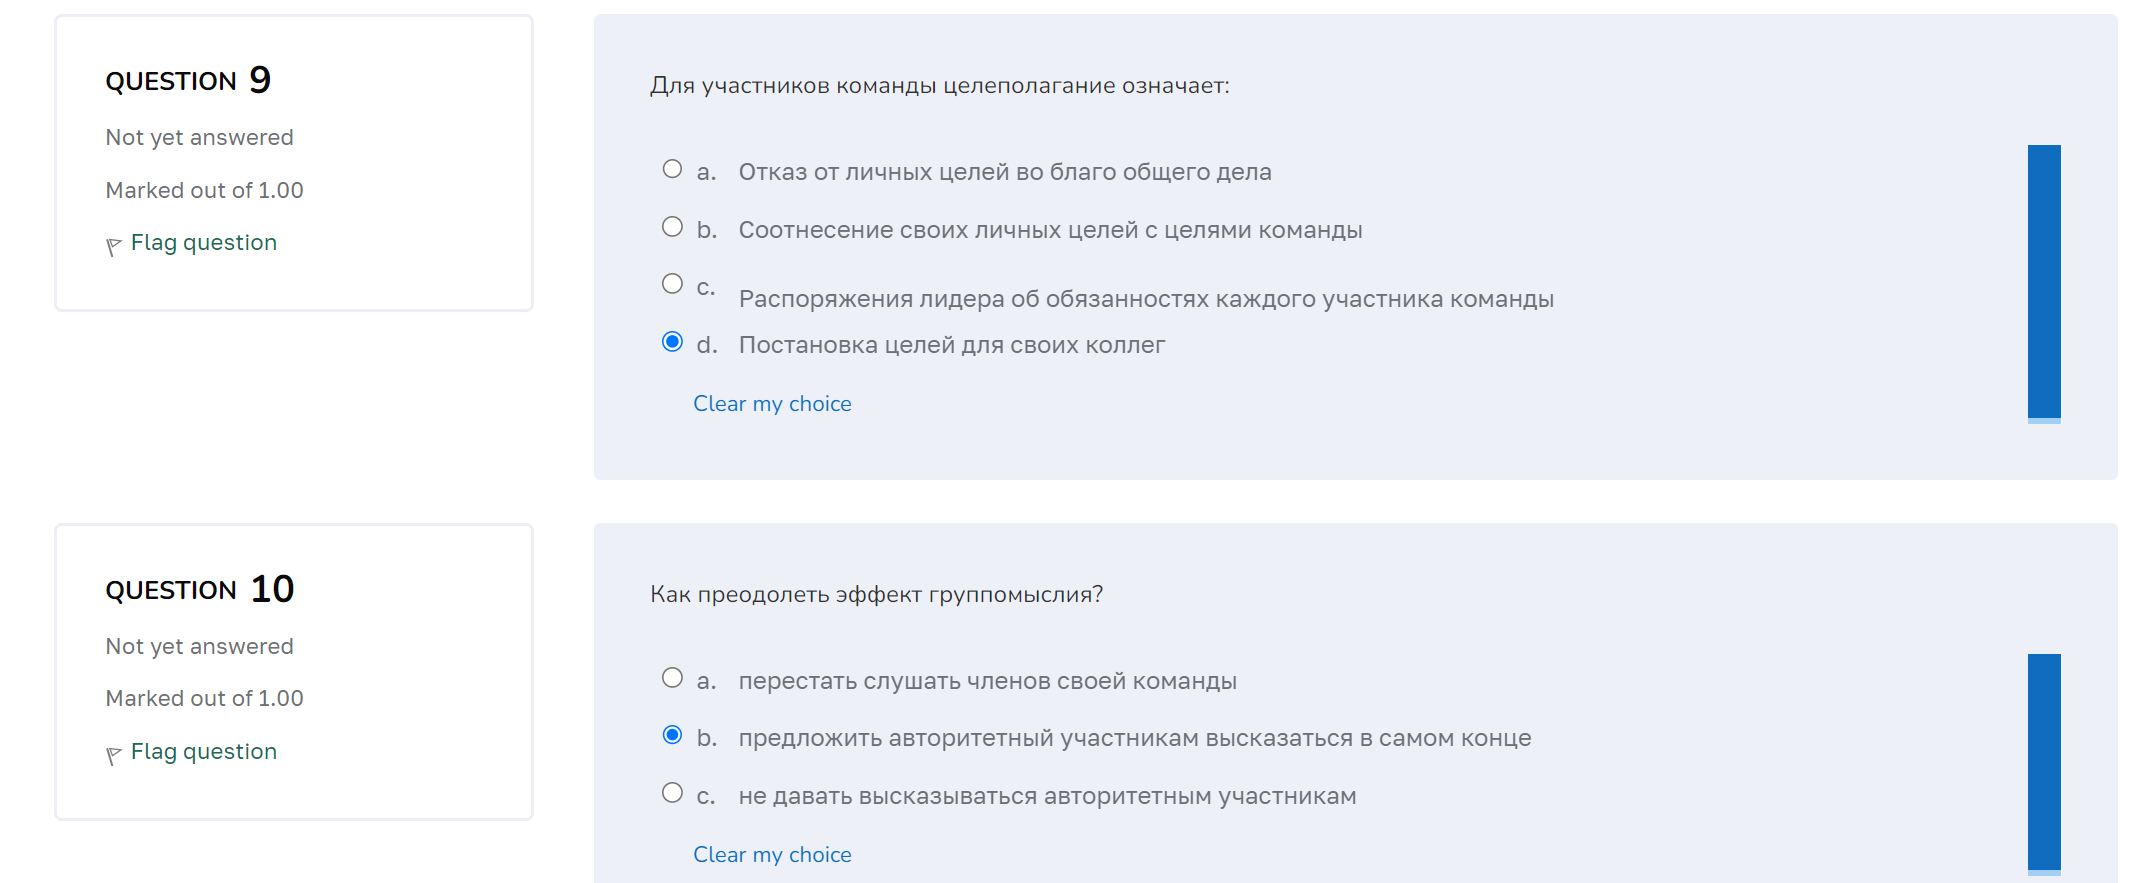 QUESTION 9
Not yet answered
Marked out of 1.00
Flag question
Для участников команды целеполагание означает:
a. Отказ от личных целей во благо общего дела
b. Соотнесение своих личных целей с целями команды
c. Распоряжения лидера об обязанностях каждого участника команды
d. Постановка целей для своих коллег
Clear my choice
QUESTION 10
Not yet answered
Marked out of 1.00
Flag question
Как преодолеть эффект группомыслия?
a. перестать слушать членов своей команды
b. предложить авторитетный участникам высказаться в самом конце
c. не давать высказываться авторитетным участникам
Clear my choice